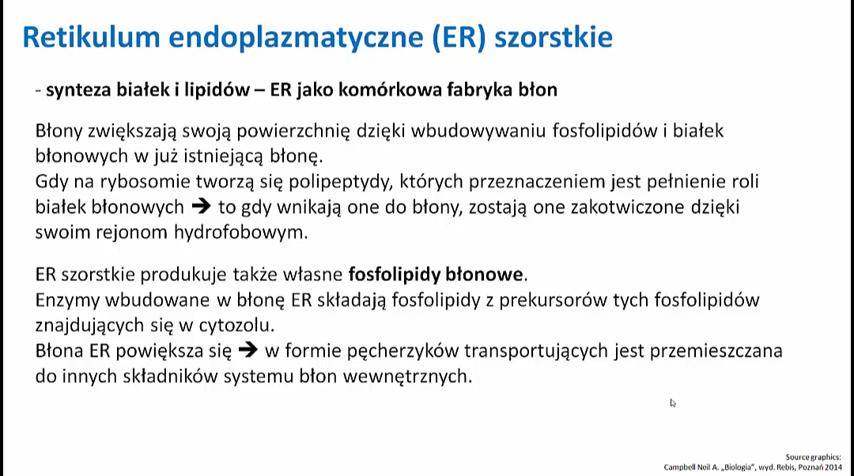 Retikulum endoplazmatyczne (ER) szorstkie
- synteza białek i lipidów – ER jako komórkowa fabryka błon
Błony zwiększają swoją powierzchnię dzięki wbudowywaniu fosfolipidów i białek
błonowych w już istniejącą błonę.
Gdy na rybosomie tworzą się polipeptydy, których przeznaczeniem jest pełnienie roli
białek błonowych ➔ to gdy wnikają one do błony, zostają one zakotwiczone dzięki
swoim rejonom hydrofobowym.
ER szorstkie produkuje także własne fosfolipidy błonowe.
Enzymy wbudowane w błonę ER składają fosfolipidy z prekursorów tych fosfolipidów
znajdujących się w cytozolu.
Błona ER powiększa się ➔ w formie pęcherzyków transportujących jest przemieszczana
do innych składników systemu błon wewnętrznych.
Source graphics:
Campbell Neil A. „Biologia", wyd. Rebis, Poznań 2014